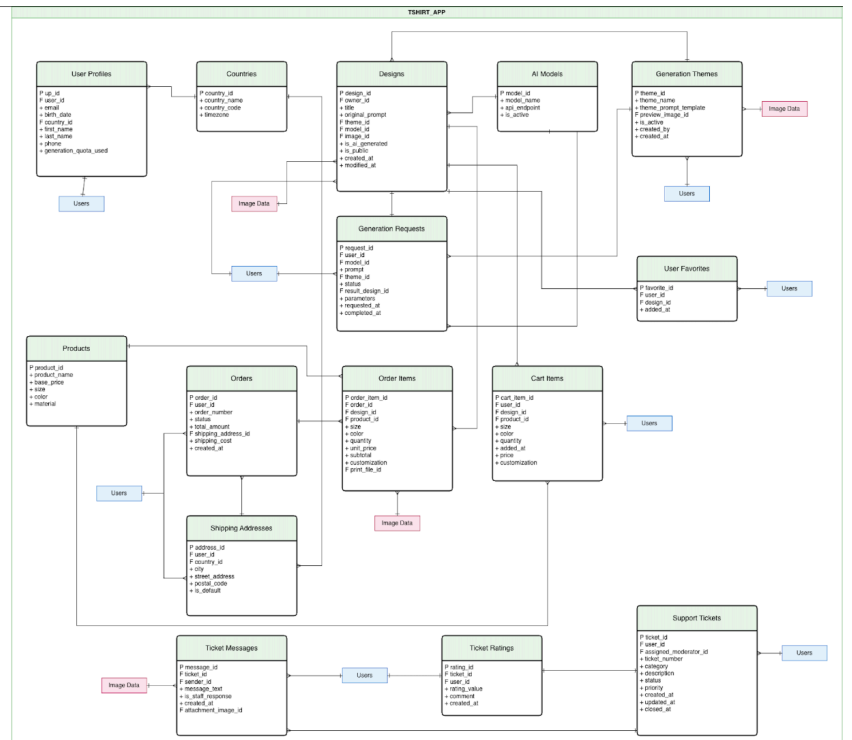 TSHIRT_APP
User Profiles
P up_id
F user_id
+ email
+ birth_date
F country_id
+ first_name
+ last_name
+ phone
+ generation_quota_used
Countries
P country_id
+ country_name
+ country_code
+ timezone
Designs
P design_id
F owner_id
+ title
+ original_prompt
F theme_id
F model_id
F image_id
+ is_ai_generated
+ is_public
+ created_at
+ modified_at
AI Models
P model_id
+ model_name
+ api_endpoint
+ is_active
Generation Themes
P theme_id
+ theme_name
+ theme_prompt_template
F preview_image_id
+ is_active
+ created_by
+ created_at
Image Data
Users
Image Data
Users
Generation Requests
P request_id
F user_id
F model_id
+ prompt
F theme_id
+ status
F result_design_id
+ parameters
+ requested_at
+ completed_at
Users
User Favorites
P favorite_id
F user_id
F design_id
+ added_at
Users
Products
P product_id
+ product_name
+ base_price
+ size
+ color
+ material
Orders
P order_id
F user_id
+ order_number
+ status
+ total_amount
F shipping_address_id
+ shipping_cost
+ created_at
Order Items
P order_item_id
F order_id
F design_id
F product_id
+ size
+ color
+ quantity
+ unit_price
+ subtotal
+ customization
F print_file_id
Cart Items
P cart_item_id
F user_id
F design_id
F product_id
+ size
+ color
+ quantity
+ added_at
+ price
+ customization
Users
Users
Image Data
Shipping Addresses
P address_id
F user_id
F country_id
+ city
+ street_address
+ postal_code
+ is_default
Ticket Messages
P message_id
F ticket_id
F sender_id
+ message_text
+ is_staff_response
+ created_at
F attachment_image_id
Image Data
Users
Ticket Ratings
P rating_id
F ticket_id
F user_id
+ rating_value
+ comment
+ created_at
Support Tickets
P ticket_id
F user_id
F assigned_moderator_id
+ ticket_number
+ category
+ description
+ status
+ priority
+ created_at
+ updated_at
+ closed_at
Users